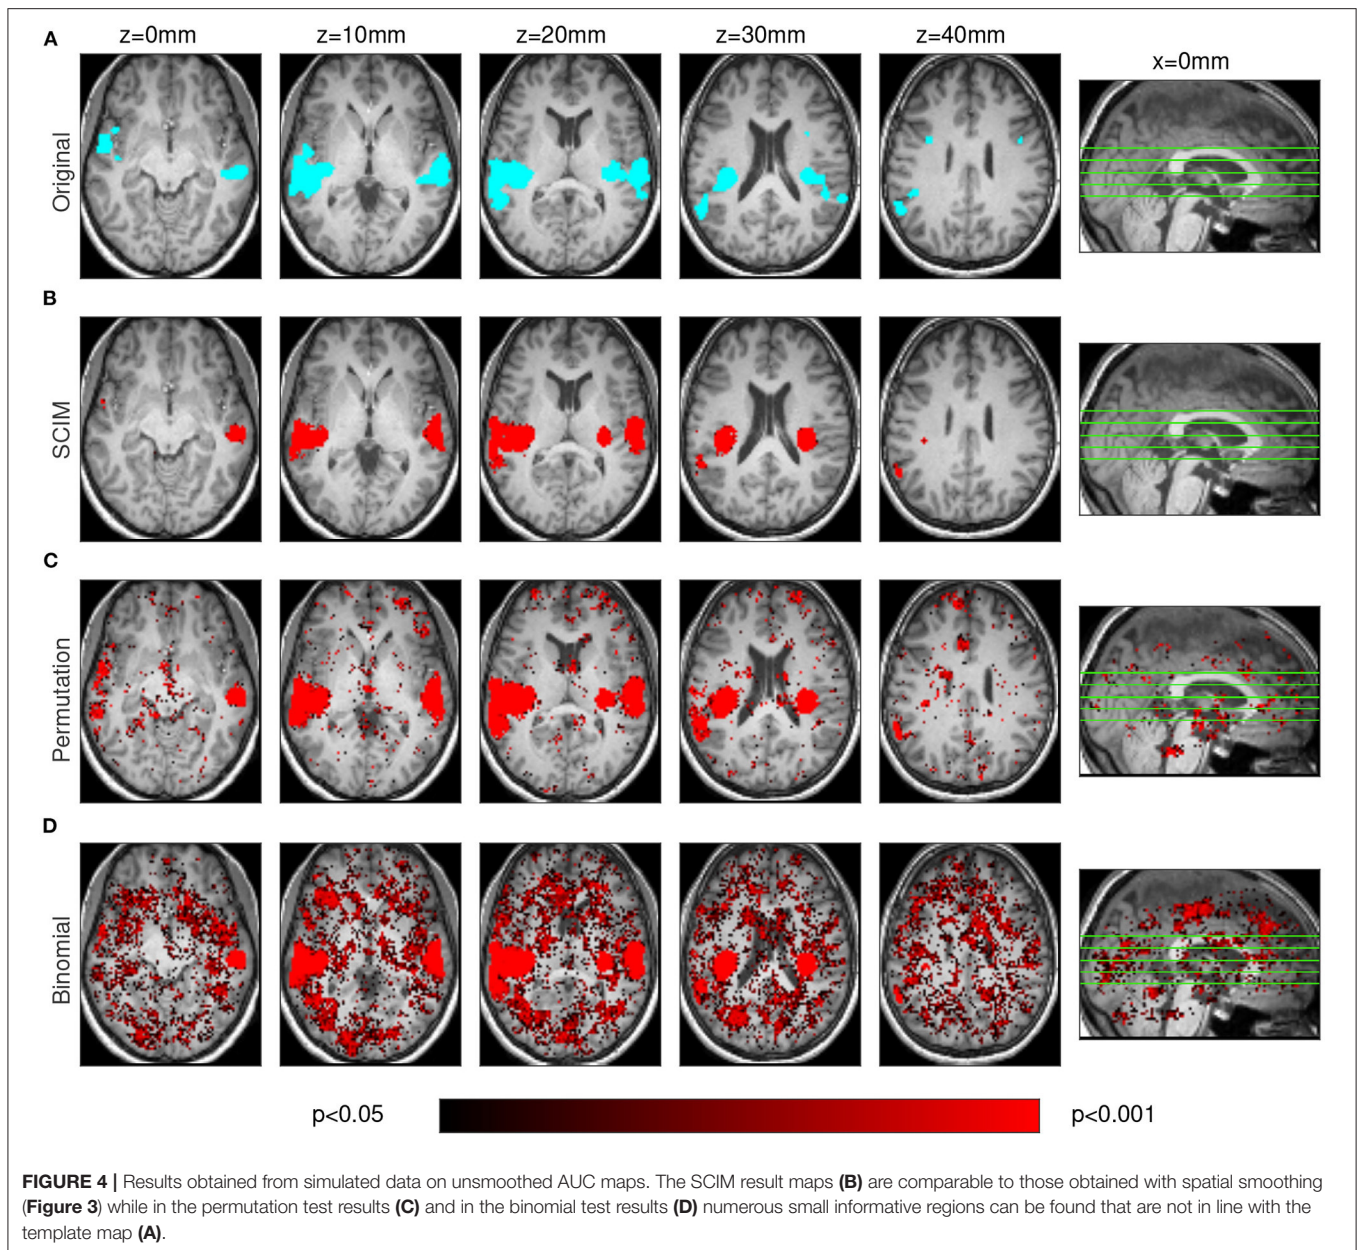 A
z=0mm z=10mm z=20mm z=30mm z=40mm
x=0mm
Original
B
SCIM
C
Permutation
D
Binomial
p<0.05 p<0.001
FIGURE 4 | Results obtained from simulated data on unsmoothed AUC maps. The SCIM result maps (B) are comparable to those obtained with spatial smoothing
(Figure 3) while in the permutation test results (C) and in the binomial test results (D) numerous small informative regions can be found that are not in line with the
template map (A).